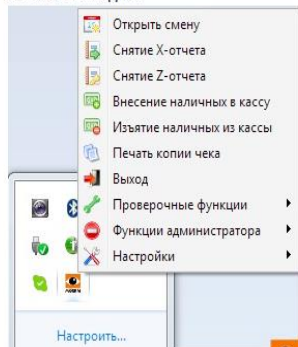 Открыть смену
Снятие X-отчета
Снятие Z-отчета
Внесение наличных в кассу
Изъятие наличных из кассы
Печать копии чека
Выход
Проверочные функции
Функции администратора
Настройки
Настроить...